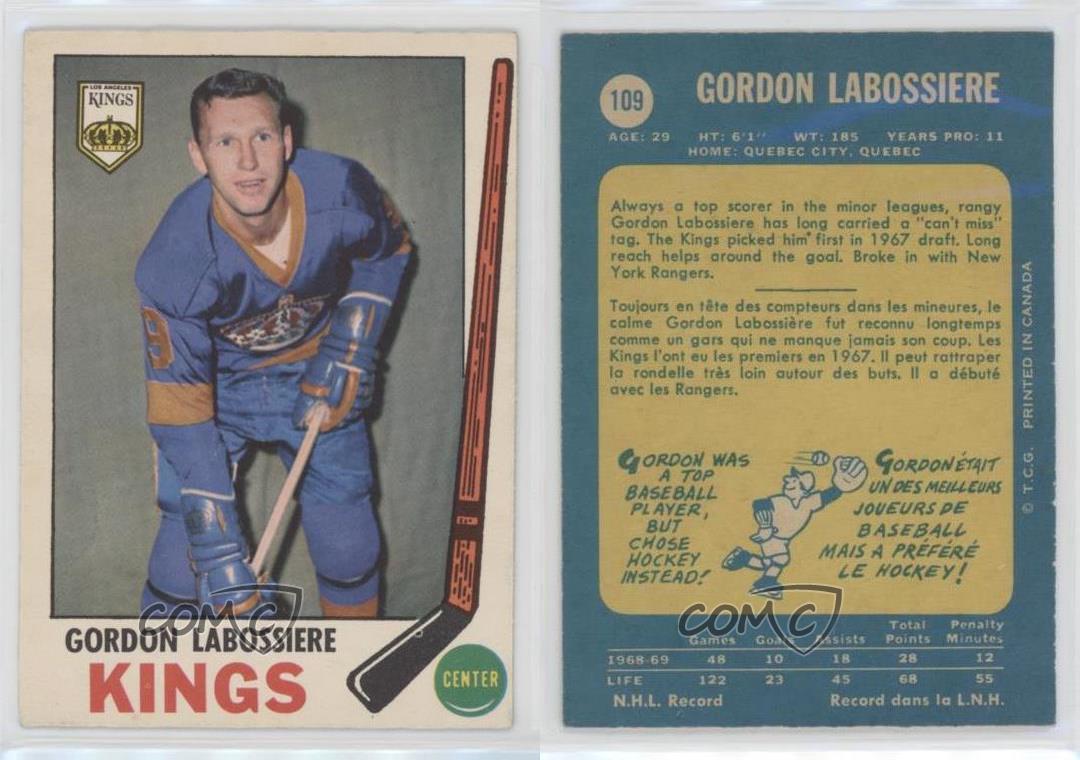 LOS ANGELES
KINGS
9
GORDON LABOSSIERE
KINGS
CENTER
COMC
109
GORDON LABOSSIERE
AGE: 29 HT: 6'1" WT: 185 YEARS PRO: 11
HOME: QUEBEC CITY, QUEBEC
Always a top scorer in the minor leagues, rangy
Gordon Labossiere has long carried a "can't miss"
tag. The Kings picked him first in 1967 draft. Long
reach helps around the goal. Broke in with New
York Rangers.
Toujours en tête des compteurs dans les mineures, le
calme Gordon Labossière fut reconnu longtemps
comme un gars qui ne manque jamais son coup. Les
Kings l'ont eu les premiers en 1967. Il peut rattraper
la rondelle très loin autour des buts. Il a débuté
avec les Rangers.
GORDON WAS
A TOP
BASEBALL
PLAYER,
BUT
CHOSE
HOCKEY
INSTEAD!
GORDON ÉTAIT
UN DES MEILLEURS
JOUEURS DE
BASEBALL
MAIS A PRÉFÉRÉ
LE HOCKEY!
© T.C.G. PRINTED IN CANADA
COMC
Games Goals Assists Total Points Penalty Minutes
1968-69 48 10 18 28 12
LIFE 122 23 45 68 55
N.H.L. Record Record dans la L.N.H.